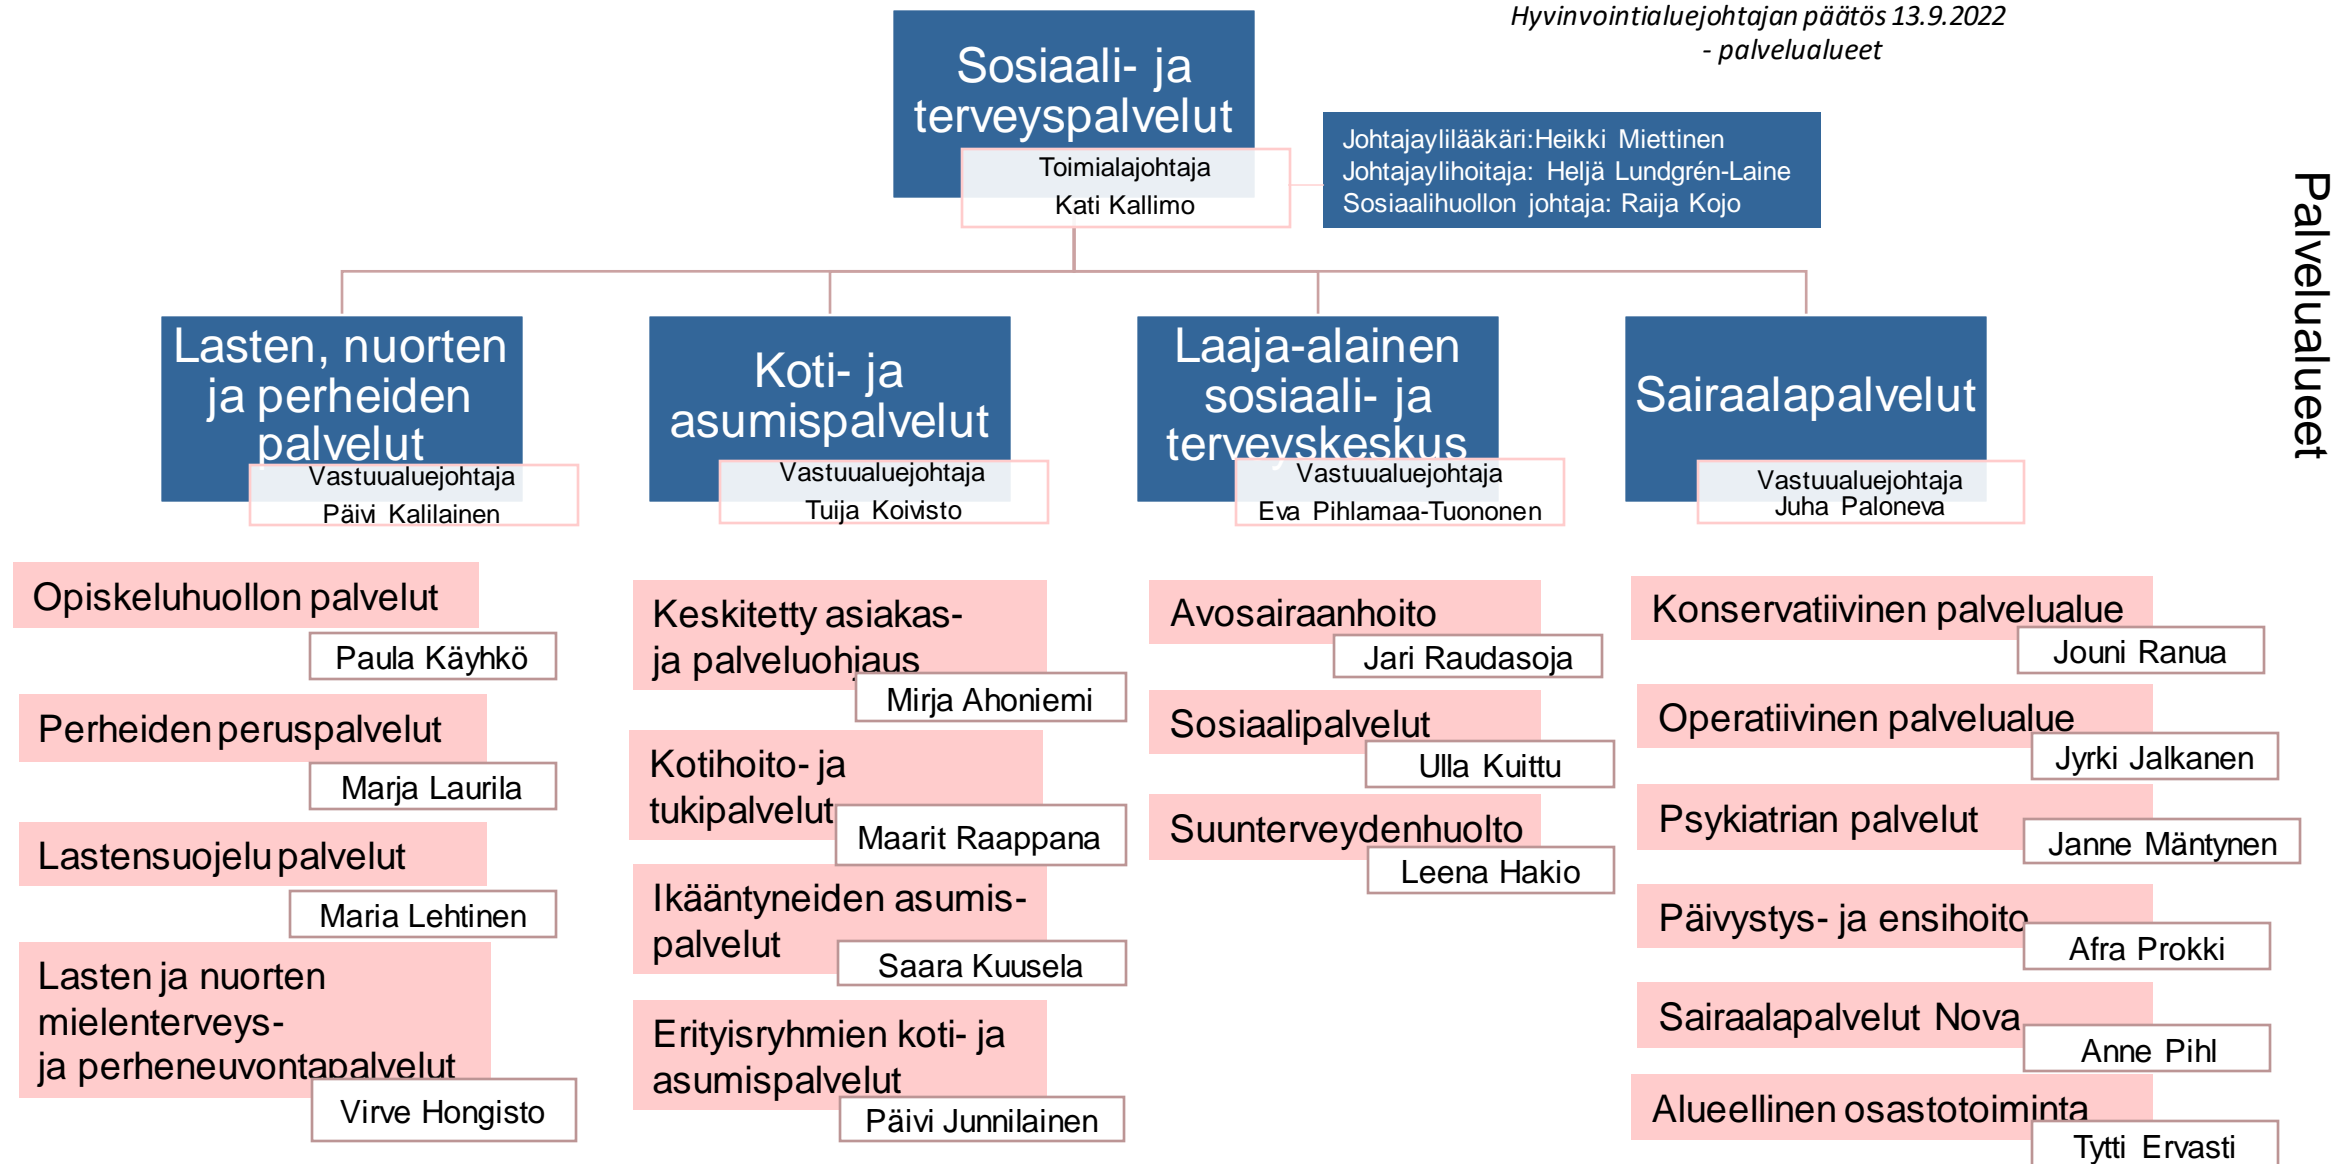 Hyvinvointialuejohtajan päätös 13.9.2022
- palvelualueet
Sosiaali- ja
terveyspalvelut
Toimialajohtaja
Kati Kallimo
Johtajaylilääkäri:Heikki Miettinen
Johtajaylihoitaja: Heljä Lundgrén-Laine
Sosiaalihuollon johtaja: Raija Kojo
Palvelualueet
Lasten, nuorten
ja perheiden
palvelut
Vastuualuejohtaja
Päivi Kalilainen
Opiskeluhuollon palvelut
Paula Käyhkö
Perheiden peruspalvelut
Marja Laurila
Lastensuojelu palvelut
Maria Lehtinen
Lasten ja nuorten
mielenterveys-
ja perheneuvontapalvelut
Virve Hongisto
Koti- ja
asumispalvelut
Vastuualuejohtaja
Tuija Koivisto
Keskitetty asiakas-
ja palveluohjaus
Mirja Ahoniemi
Kotihoito- ja
tukipalvelut
Maarit Raappana
Ikääntyneiden asumis-
palvelut
Saara Kuusela
Erityisryhmien koti- ja
asumispalvelut
Päivi Junnilainen
Laaja-alainen
sosiaali- ja
terveyskeskus
Vastuualuejohtaja
Eva Pihlamaa-Tuononen
Avosairaanhoito
Jari Raudasoja
Sosiaalipalvelut
Ulla Kuittu
Suunterveydenhuolto
Leena Hakio
Sairaalapalvelut
Vastuualuejohtaja
Juha Paloneva
Konservatiivinen palvelualue
Jouni Ranua
Operatiivinen palvelualue
Jyrki Jalkanen
Psykiatrian palvelut
Janne Mäntynen
Päivystys- ja ensihoito
Afra Prokki
Sairaalapalvelut Nova
Anne Pihl
Alueellinen osastotoiminta
Tytti Ervasti